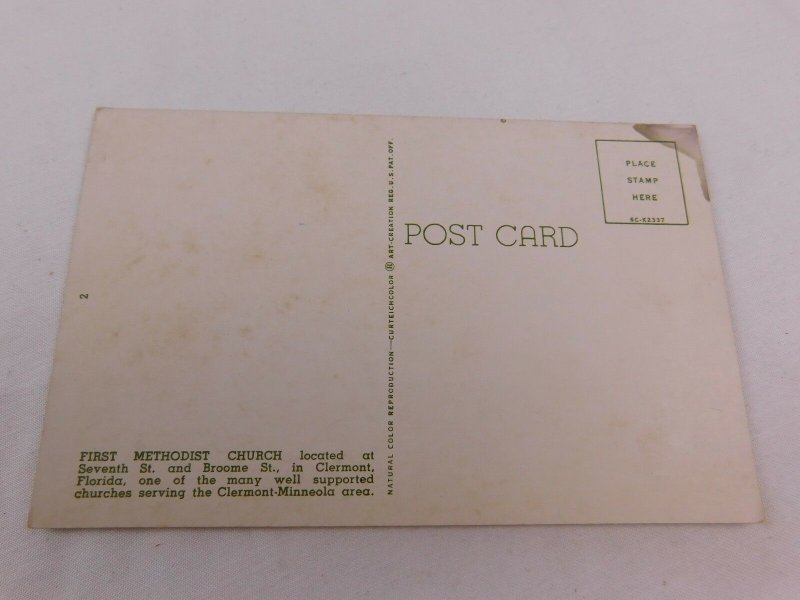 PLACE
STAMP
HERE
6C-K2337
POST CARD
NATURAL COLOR REPRODUCTION—CURTEICHCOLOR ® ART-CREATION REG. U.S. PAT. OFF.
2
FIRST METHODIST CHURCH located at
Seventh St. and Broome St., in Clermont,
Florida, one of the many well supported
churches serving the Clermont-Minneola area.